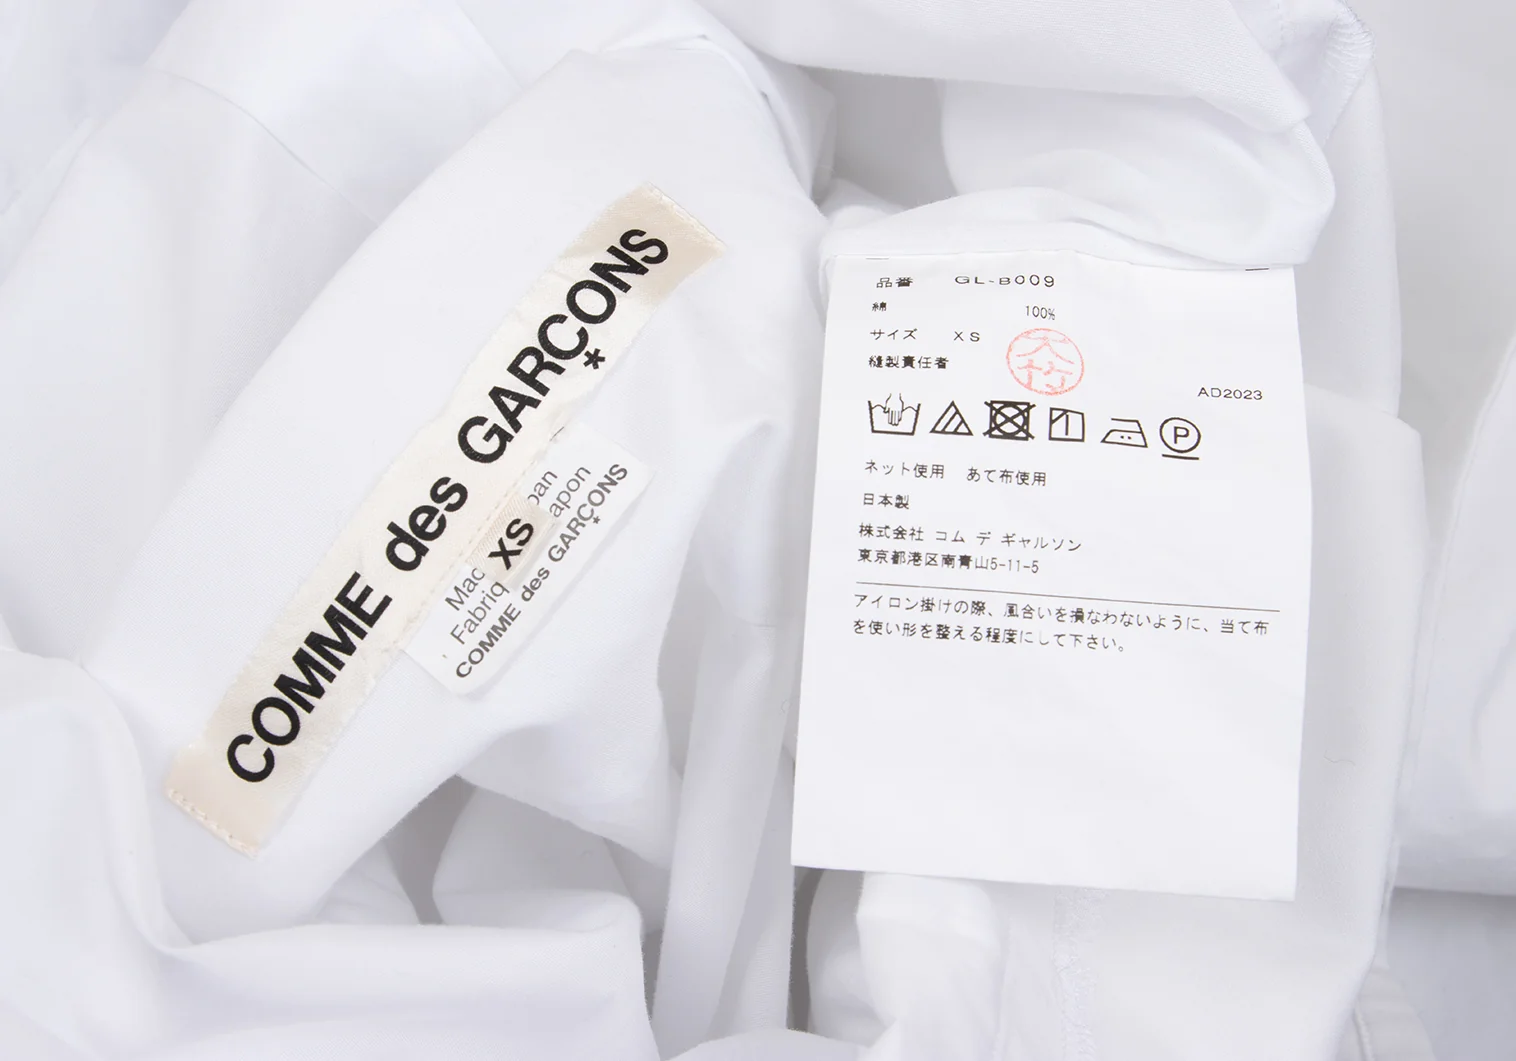 COMME des GARÇONS
*
XS
COMME des GARÇONS
*
品番 GL-B009
綿 100%
サイズ XS
縫製責任者 大竹
AD2023
P
ネット使用 あて布使用
日本製
株式会社 コム デ ギャルソン
東京都港区南青山5-11-5
アイロン掛けの際、風合いを損なわないように、当て布
を使い形を整える程度にして下さい。